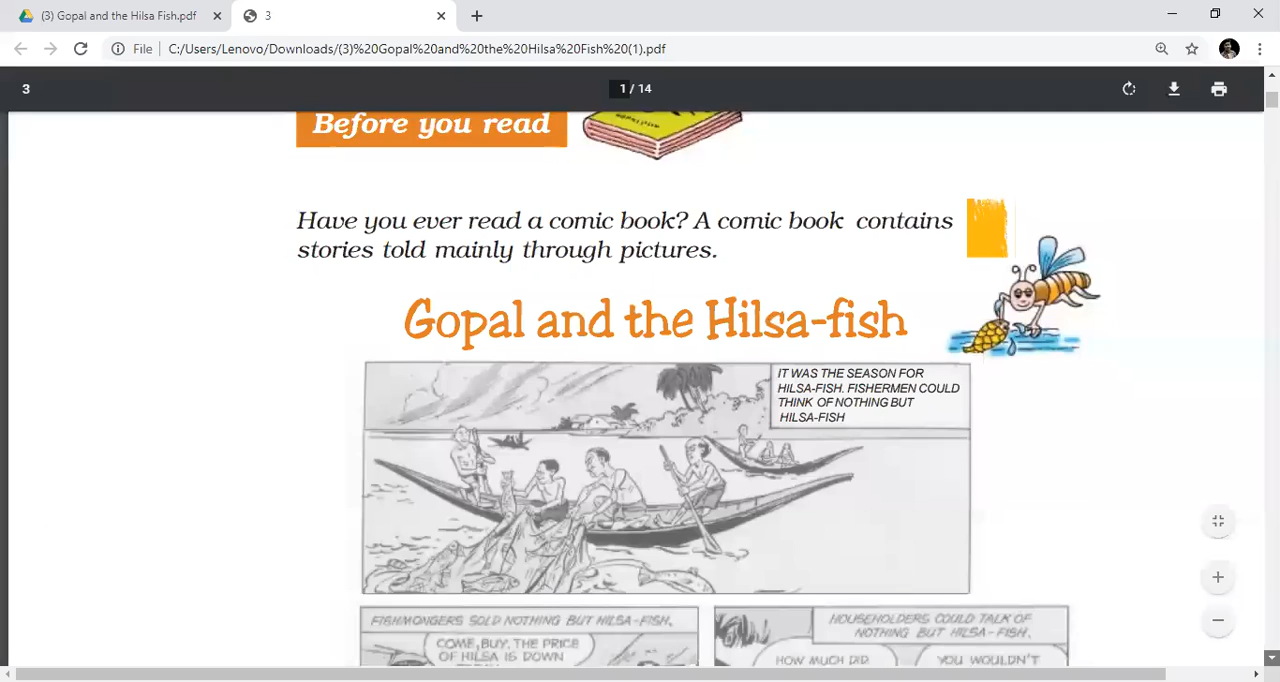 (3) Gopal and the Hilsa Fish.pdf
3
File
C:/Users/Lenovo/Downloads/(3)%20Gopal%20and%20the%20Hilsa%20Fish%20(1).pdf
3
1 / 14
Before you read
Have you ever read a comic book? A comic book contains
stories told mainly through pictures.
Gopal and the Hilsa-fish
IT WAS THE SEASON FOR
HILSA-FISH. FISHERMEN COULD
THINK OF NOTHING BUT
HILSA-FISH
FISHMONGERS SOLD NOTHING BUT HILSA-FISH.
COME, BUY. THE PRICE
OF HILSA IS DOWN
HOUSEHOLDERS COULD TALK OF
NOTHING BUT HILSA-FISH.
HOW MUCH DID
YOU WOULDN'T